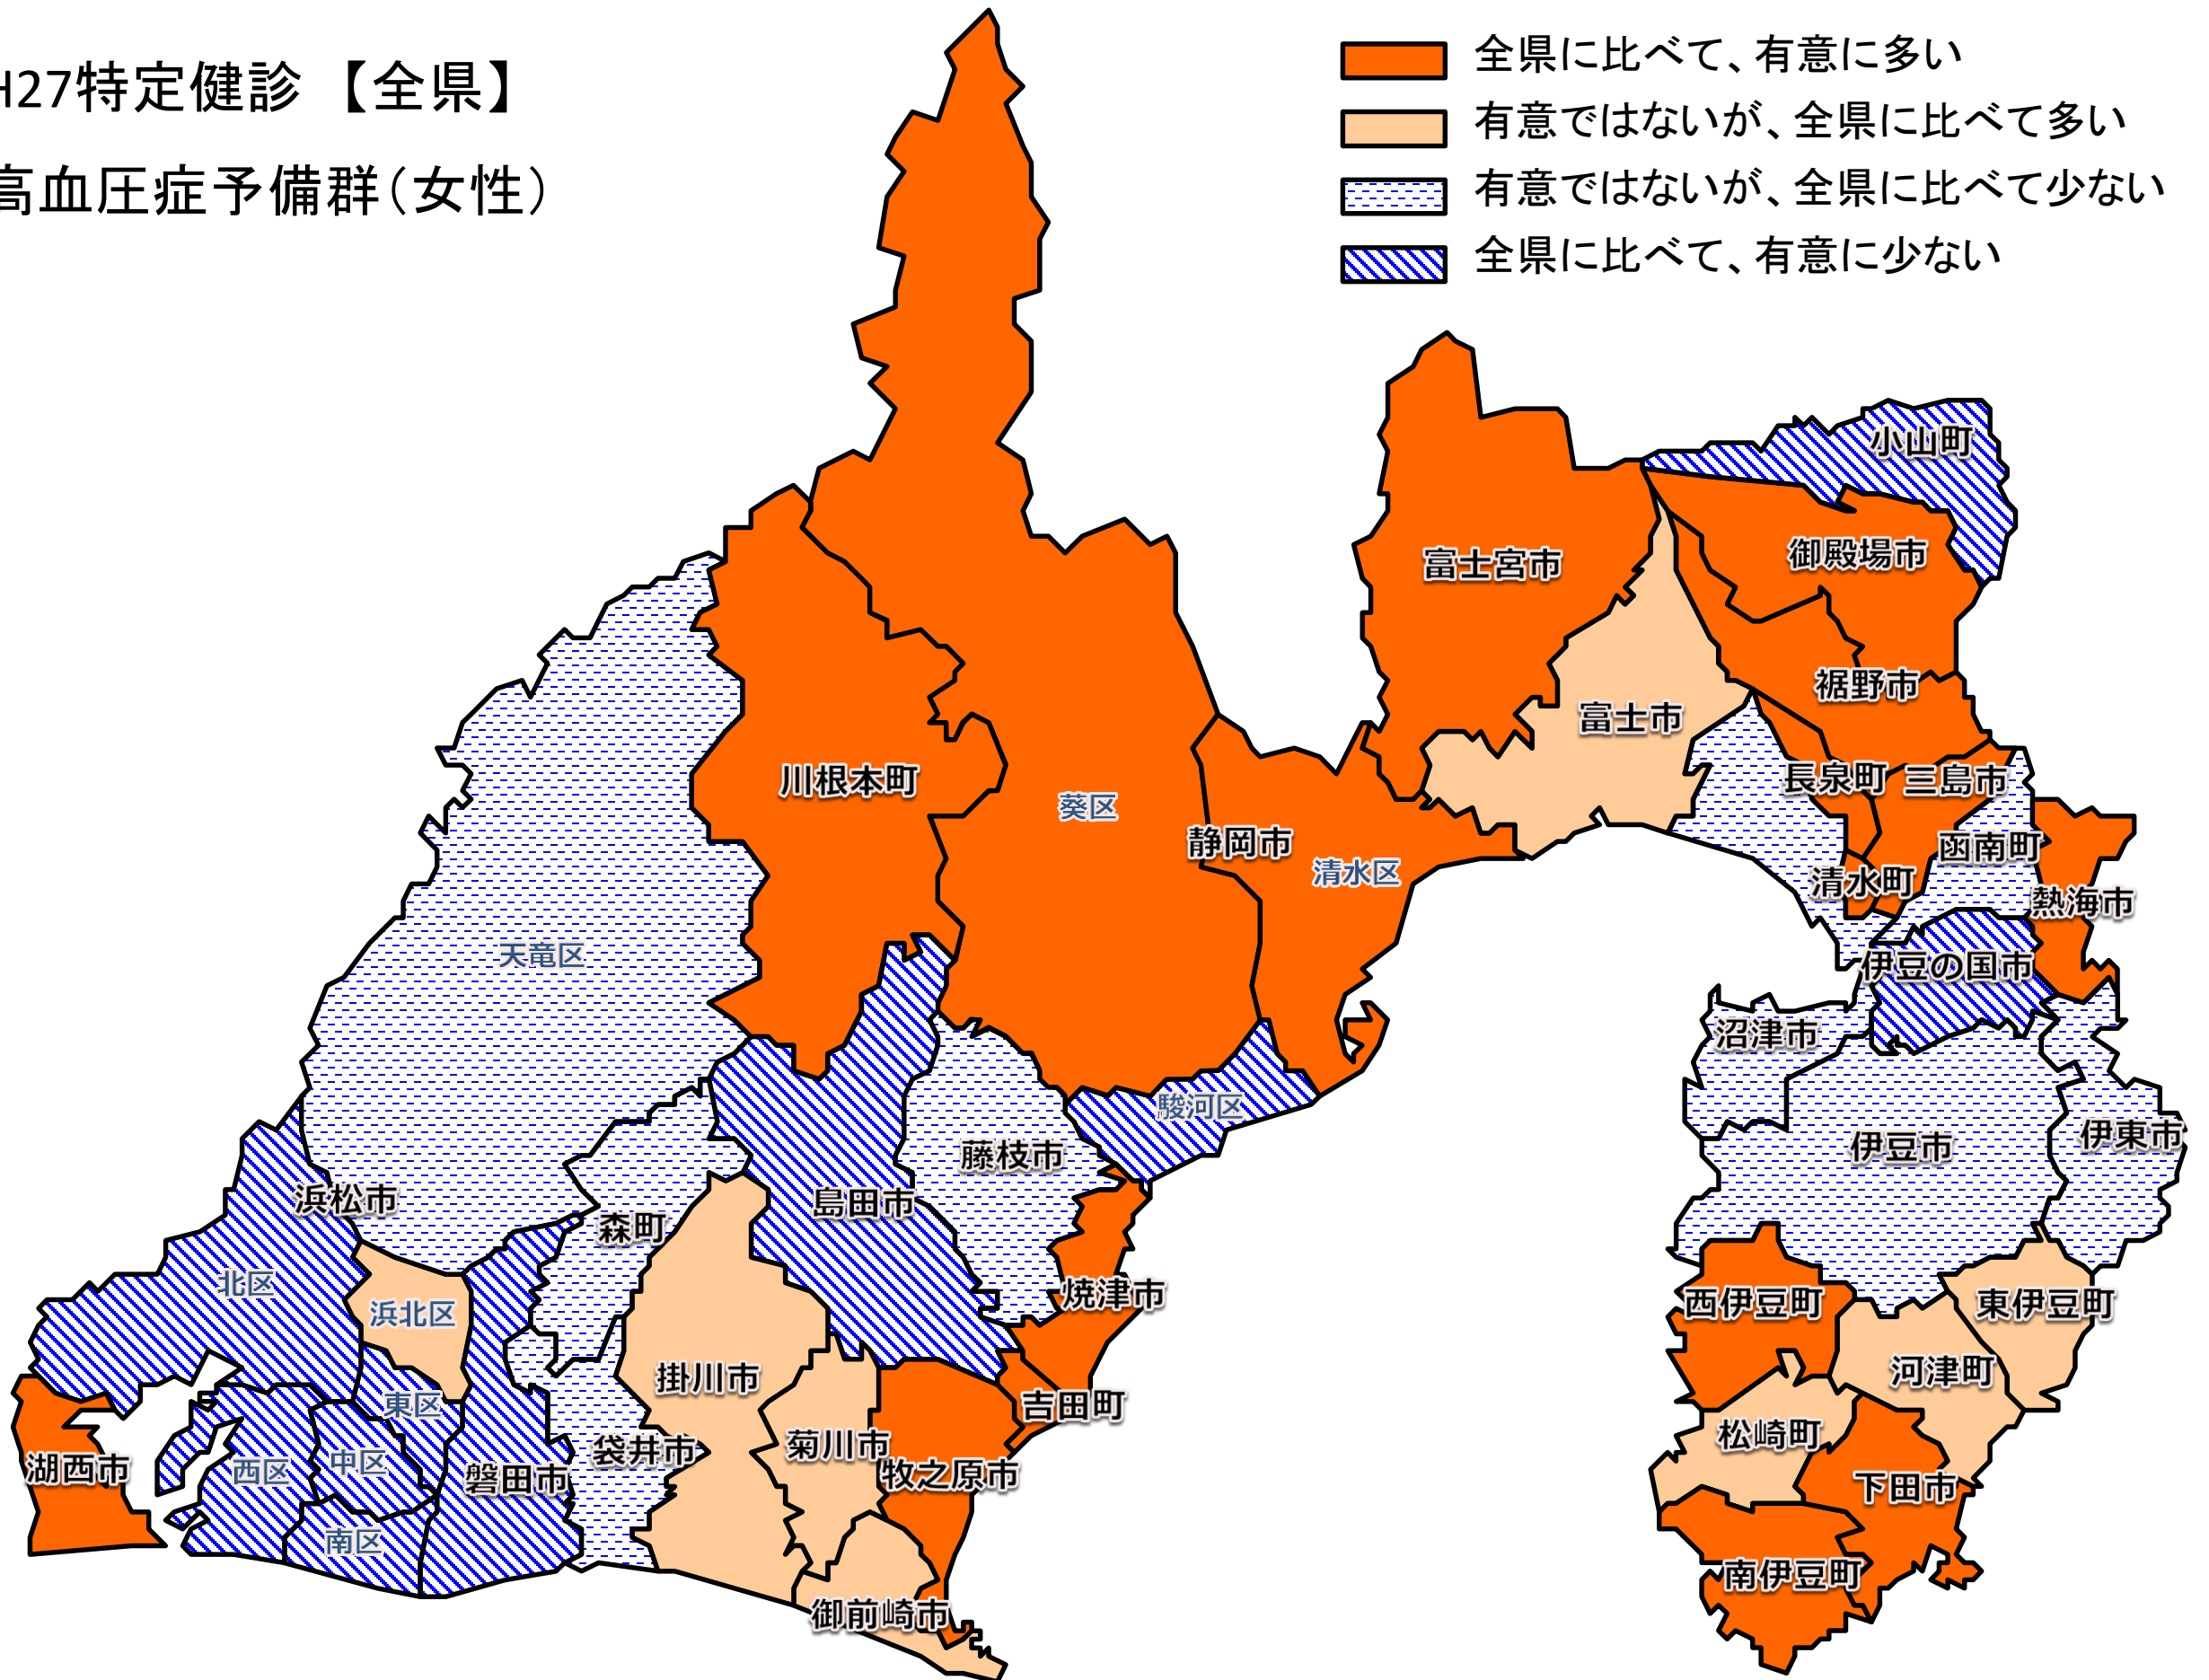 H27特定健診 【全県】
高血圧症予備群(女性)
全県に比べて、有意に多い
有意ではないが、全県に比べて多い
有意ではないが、全県に比べて少ない
全県に比べて、有意に少ない
小山町
御殿場市
富士宮市
裾野市
富士市
長泉町
三島市
川根本町
葵区
静岡市
函南町
清水区
清水町
熱海市
天竜区
伊豆の国市
沼津市
駿河区
伊東市
伊豆市
藤枝市
浜松市
島田市
森町
北区
焼津市
西伊豆町
東伊豆町
浜北区
河津町
掛川市
東区
吉田町
松崎町
菊川市
袋井市
中区
西区
湖西市
磐田市
牧之原市
下田市
南区
南伊豆町
御前崎市